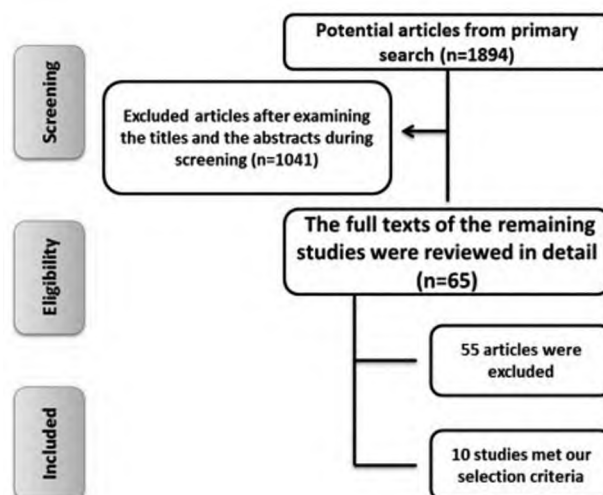 Screening
Potential articles from primary
search (n=1894)
Excluded articles after examining
the titles and the abstracts during
screening (n=1041)
Eligibility
The full texts of the remaining
studies were reviewed in detail
(n=65)
55 articles were
excluded
Included
10 studies met our
selection criteria